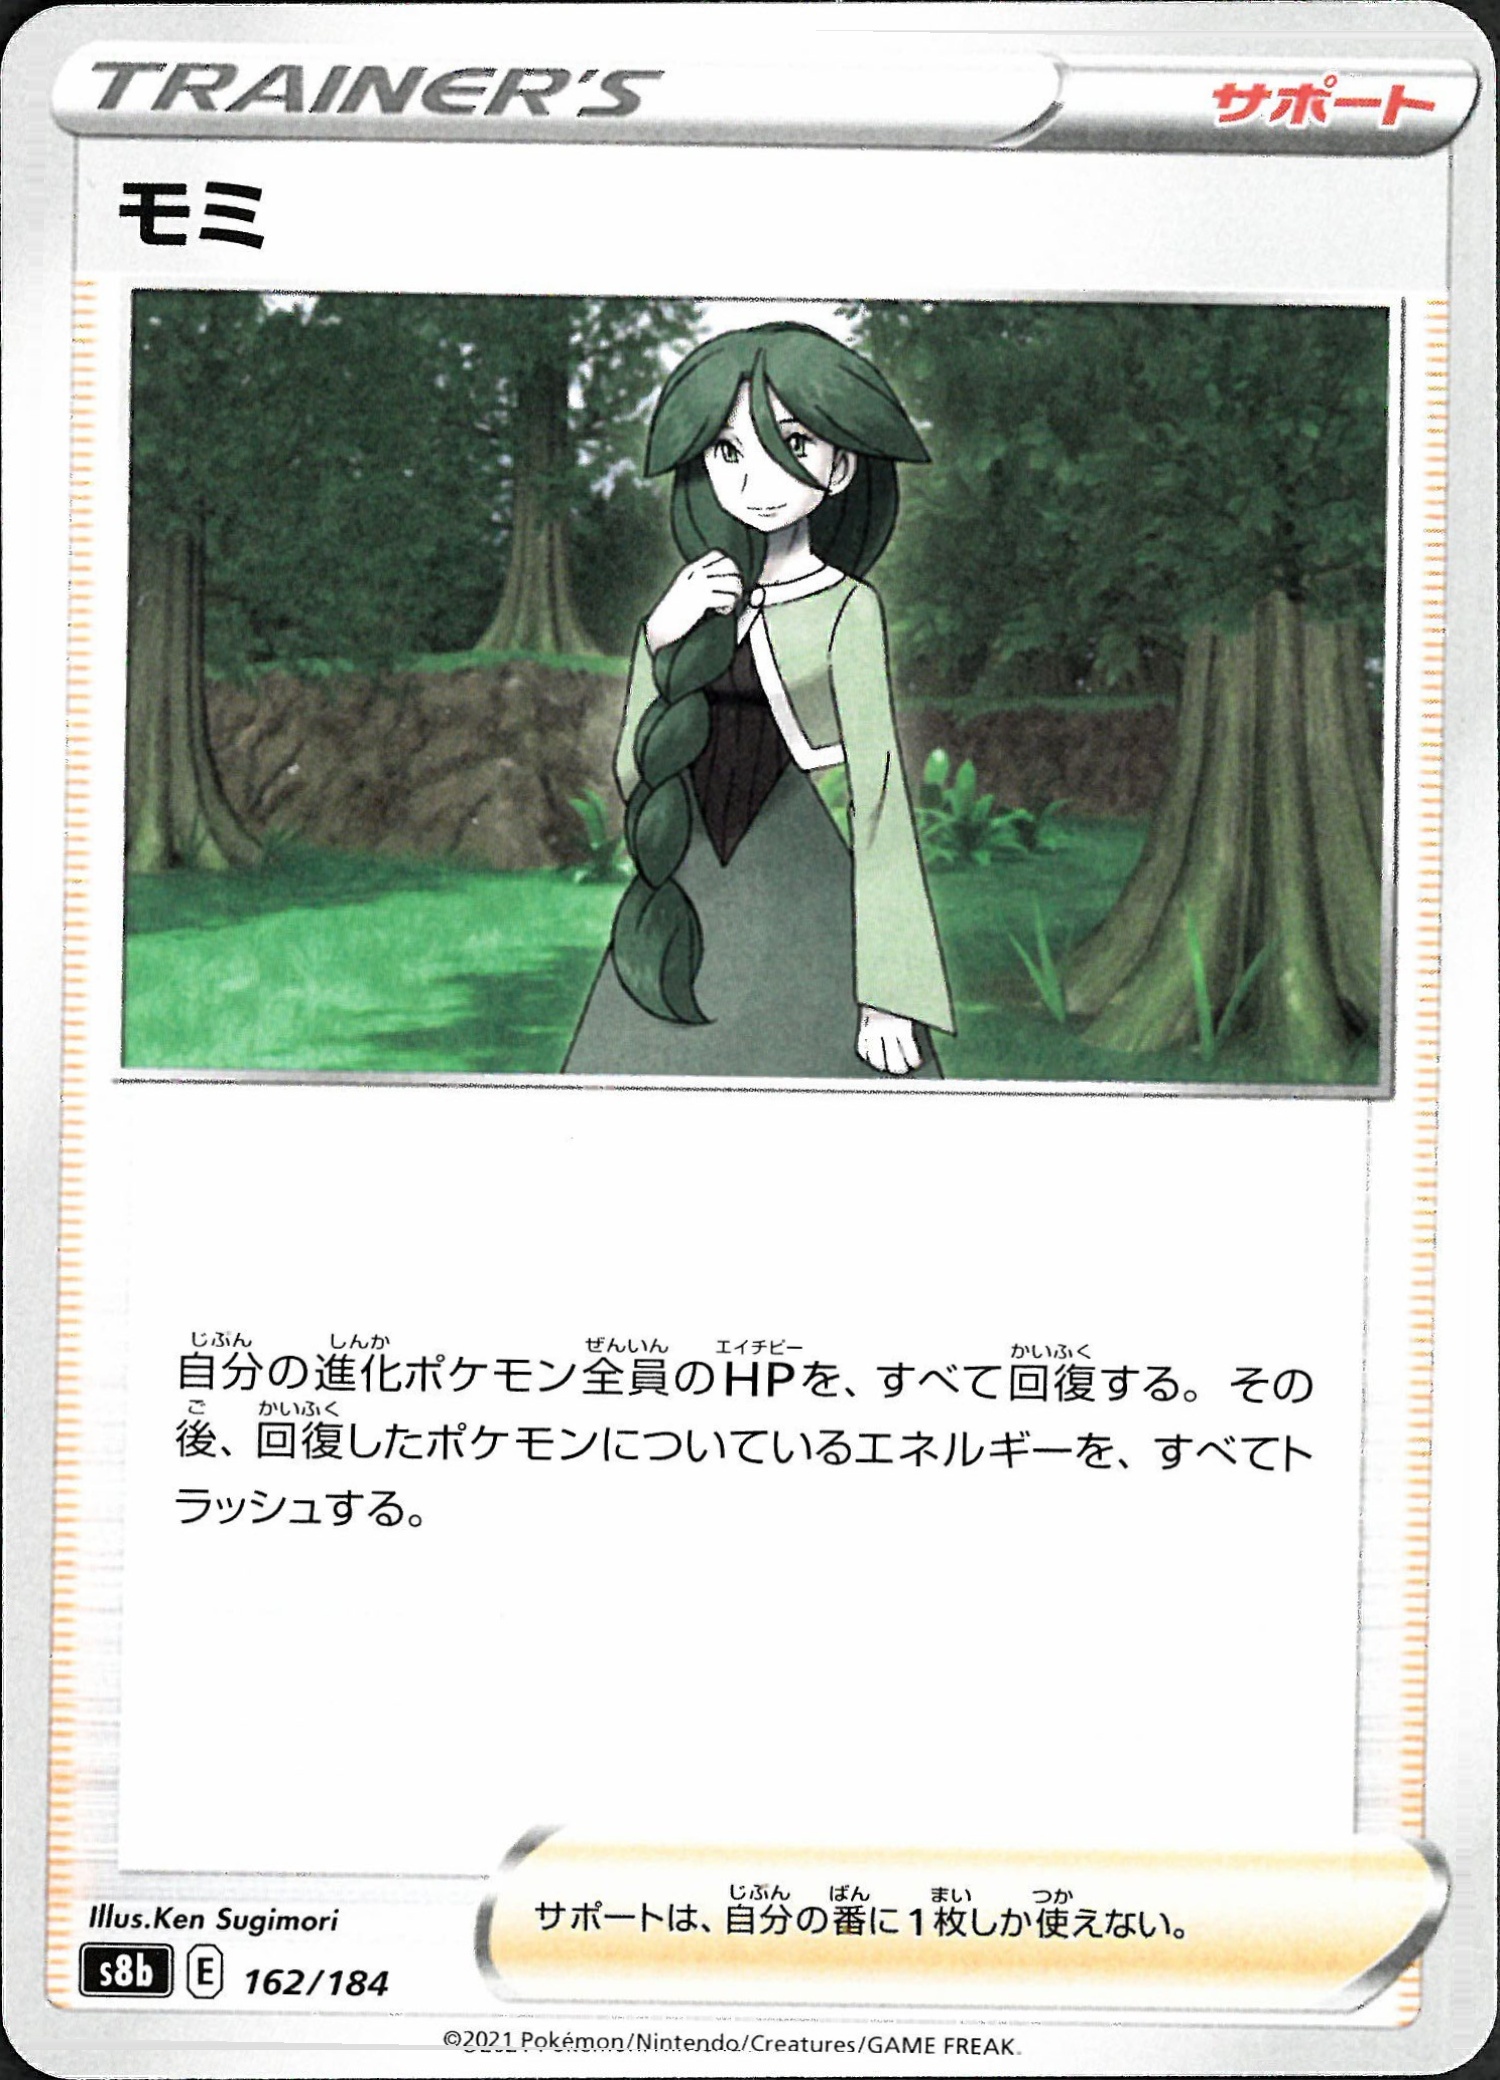 TRAINER'S
サポート
モミ
自分の進化ポケモン全員のHPを、すべて回復する。その
後、回復したポケモンについているエネルギーを、すべてト
ラッシュする。
Illus.Ken Sugimori
サポートは、自分の番に1枚しか使えない。
s8b E 162/184
©2021 Pokémon/Nintendo/Creatures/GAME FREAK.